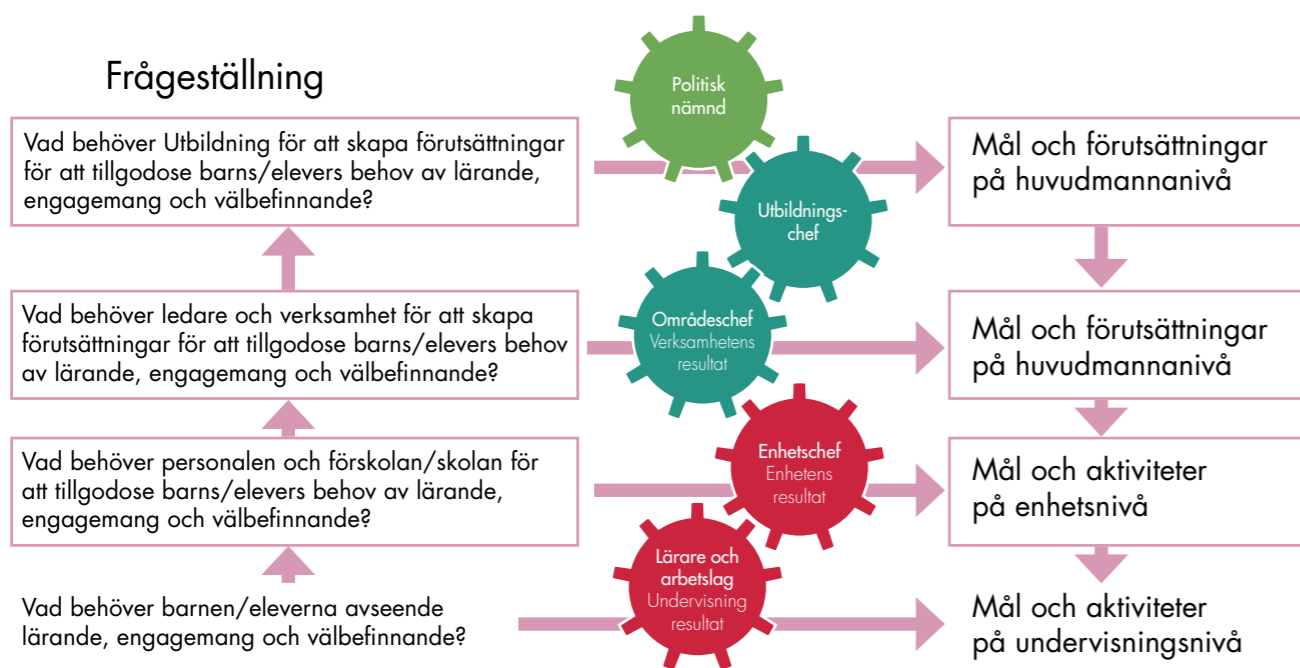 Frågeställning
Politisk
nämnd
Vad behöver Utbildning för att skapa förutsättningar
för att tillgodose barns/elevers behov av lärande,
engagemang och välbefinnande?
Utbildnings-
chef
Mål och förutsättningar
på huvudmannanivå
Vad behöver ledare och verksamhet för att skapa
förutsättningar för att tillgodose barns/elevers behov
av lärande, engagemang och välbefinnande?
Områdeschef
Verksamhetens
resultat
Mål och förutsättningar
på huvudmannanivå
Vad behöver personalen och förskolan/skolan för
att tillgodose barns/elevers behov av lärande,
engagemang och välbefinnande?
Enhetschef
Enhetens
resultat
Mål och aktiviteter
på enhetsnivå
Vad behöver barnen/eleverna avseende
lärande, engagemang och välbefinnande?
Lärare och
arbetslag
Undervisning
resultat
Mål och aktiviteter
på undervisningsnivå